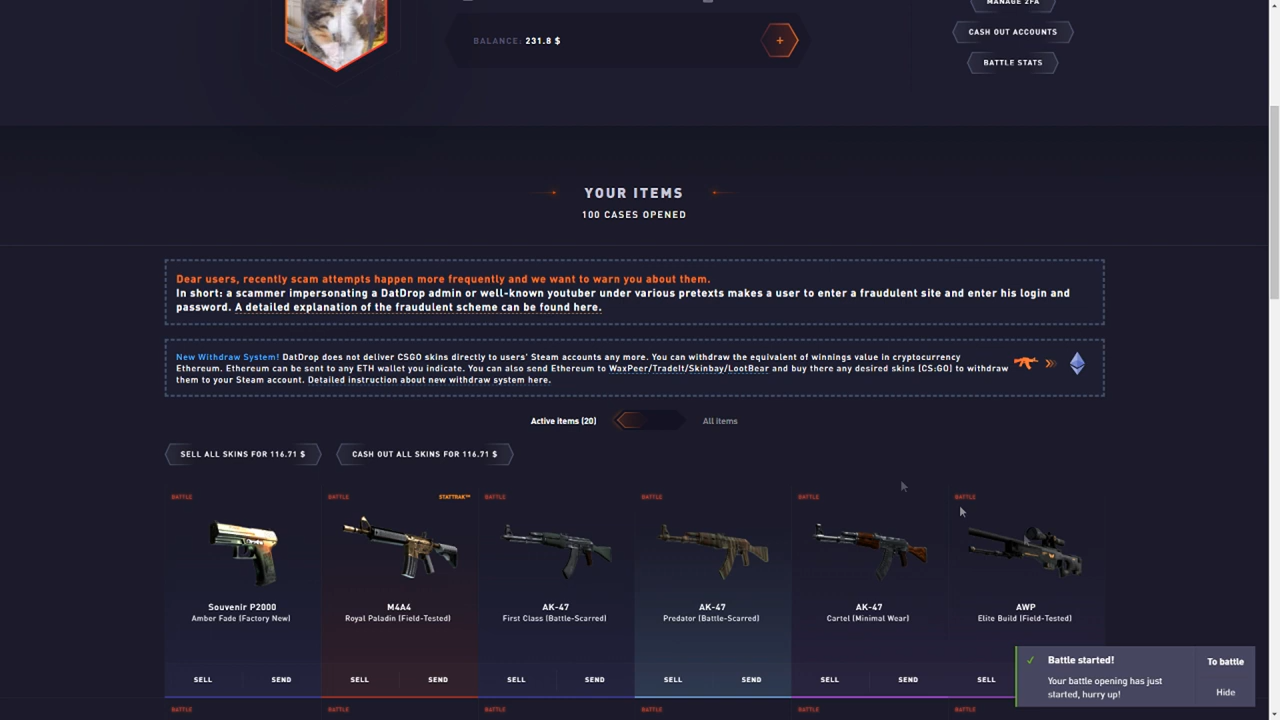 MANAGE 2FA
BALANCE: 231.8 $
+
CASH OUT ACCOUNTS
BATTLE STATS
YOUR ITEMS
100 CASES OPENED
Dear users, recently scam attempts happen more frequently and we want to warn you about them.
In short: a scammer impersonating a DatDrop admin or well-known youtuber under various pretexts makes a user to enter a fraudulent site and enter his login and
password. A detailed explanation of the fraudulent scheme can be found here.
New Withdraw System! DatDrop does not deliver CSGO skins directly to users' Steam accounts any more. You can withdraw the equivalent of winnings value in cryptocurrency
Ethereum. Ethereum can be sent to any ETH wallet you indicate. You can also send Ethereum to WaxPeer/TradeIt/Skinbay/LootBear and buy there any desired skins (CS:GO) to withdraw
them to your Steam account. Detailed instruction about new withdraw system here.
Active items (20)
All items
SELL ALL SKINS FOR 116.71 $
CASH OUT ALL SKINS FOR 116.71 $
BATTLE
BATTLE STATTRAK™
BATTLE
BATTLE
BATTLE
BATTLE
Souvenir P2000
Amber Fade (Factory New)
M4A4
Royal Paladin (Field-Tested)
AK-47
First Class (Battle-Scarred)
AK-47
Predator (Battle-Scarred)
AK-47
Cartel (Minimal Wear)
AWP
Elite Build (Field-Tested)
SELL SEND
SELL SEND
SELL SEND
SELL SEND
SELL SEND
SELL
Battle started!
Your battle opening has just
started, hurry up!
To battle
Hide
BATTLE
BATTLE
BATTLE
BATTLE
BATTLE
BATTLE